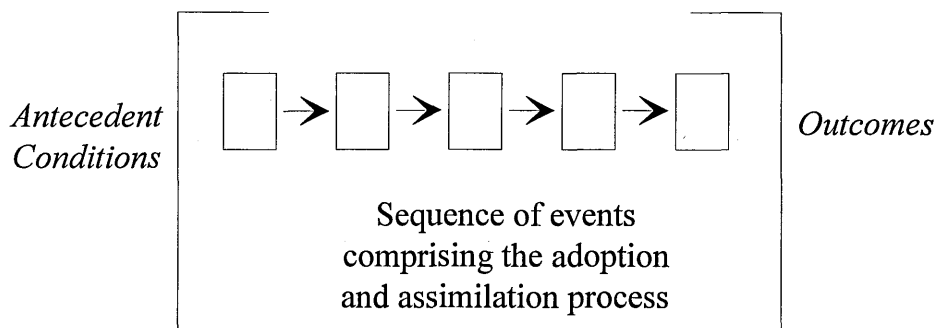 Antecedent
Conditions
Outcomes
Sequence of events
comprising the adoption
and assimilation process